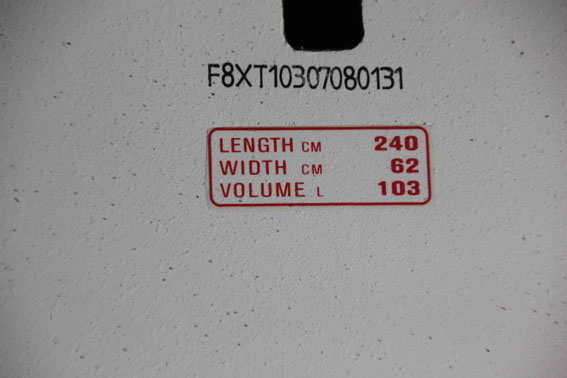 F8XT10307080131
LENGTH CM 240
WIDTH CM 62
VOLUME L 103